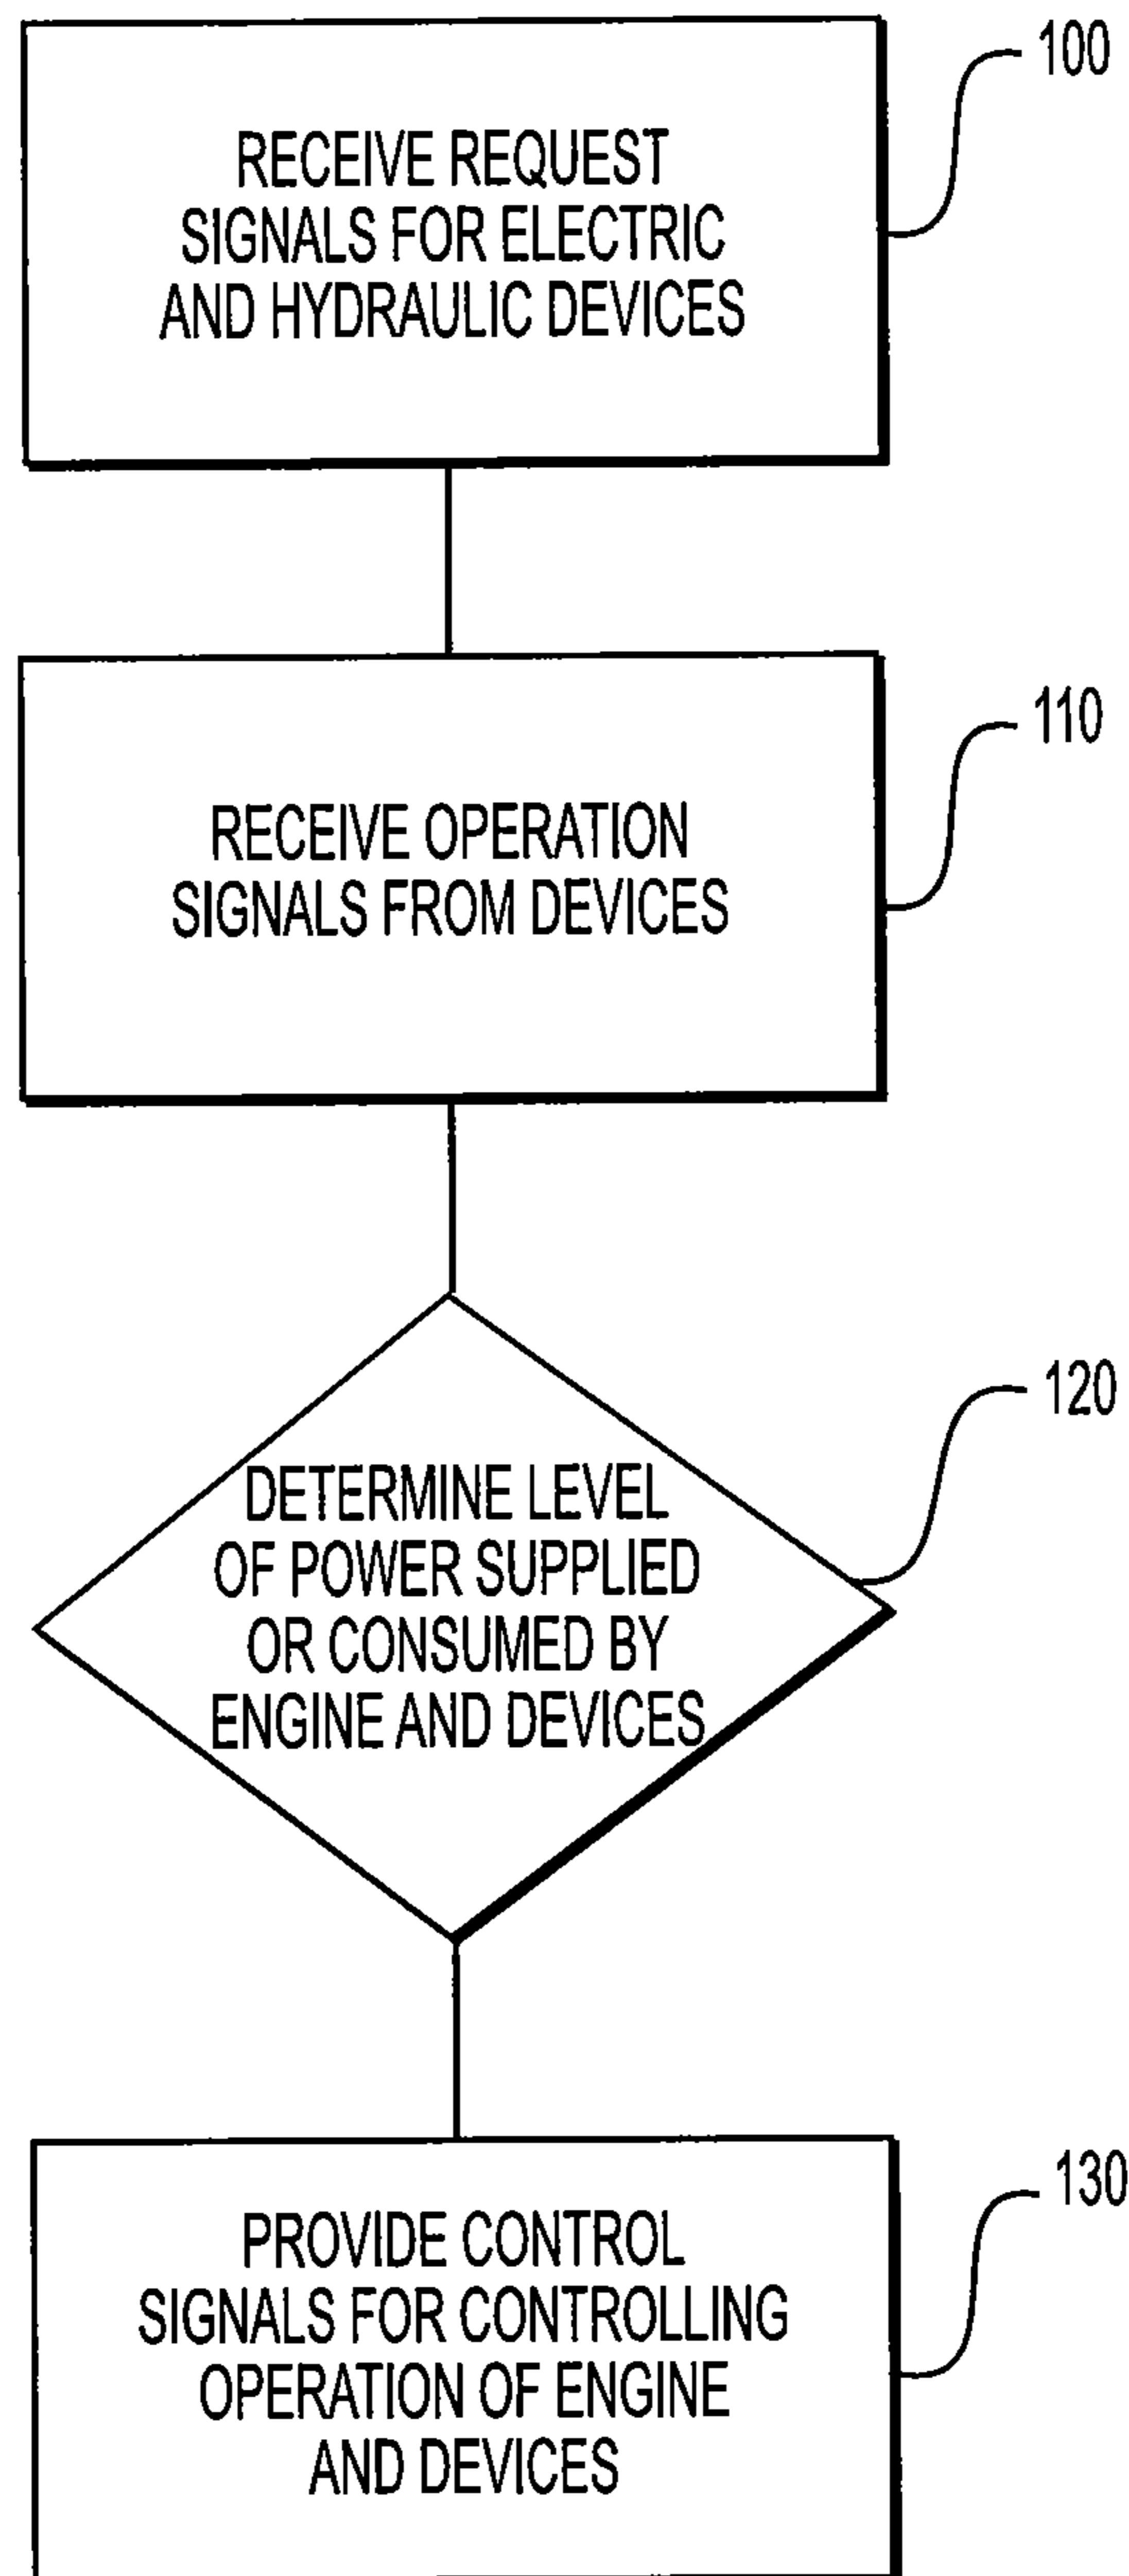 100
RECEIVE REQUEST
SIGNALS FOR ELECTRIC
AND HYDRAULIC DEVICES
110
RECEIVE OPERATION
SIGNALS FROM DEVICES
120
DETERMINE LEVEL
OF POWER SUPPLIED
OR CONSUMED BY
ENGINE AND DEVICES
130
PROVIDE CONTROL
SIGNALS FOR CONTROLLING
OPERATION OF ENGINE
AND DEVICES